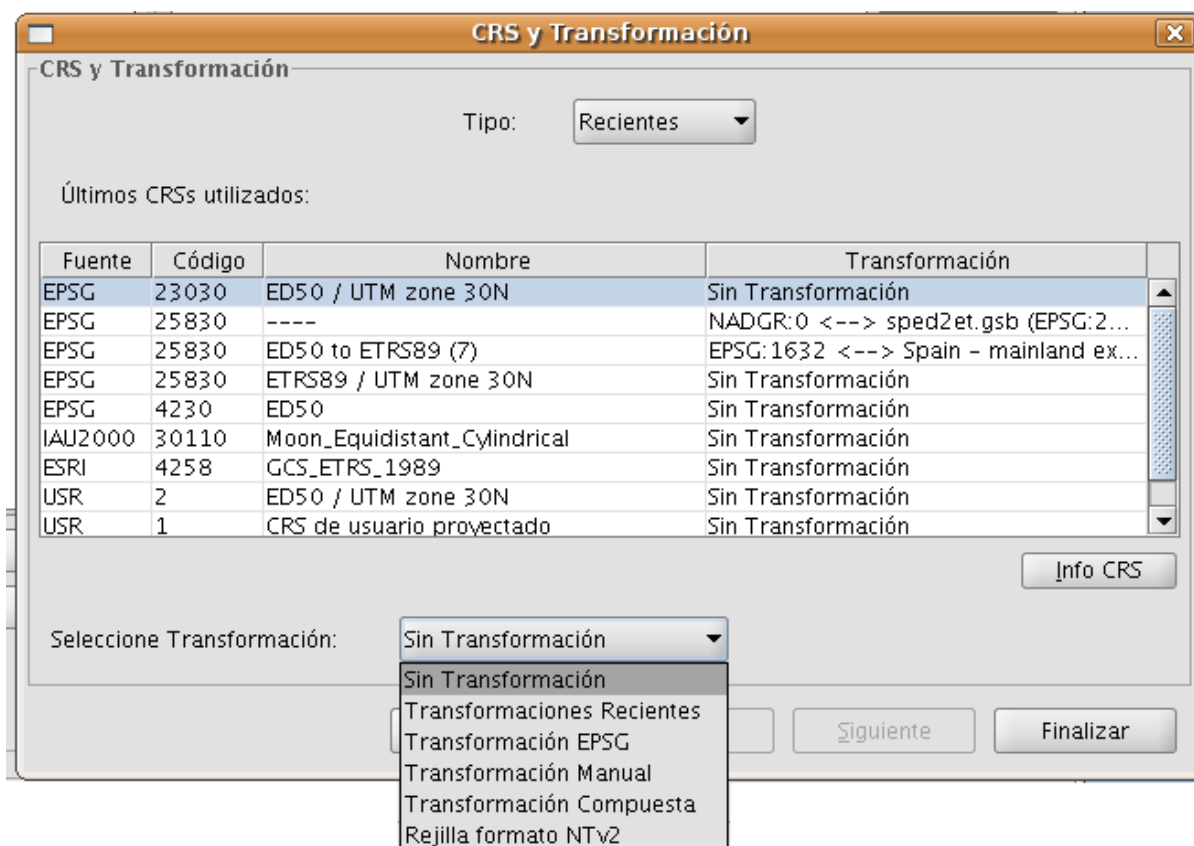 CRS y Transformación
CRS y Transformación
Tipo: Recientes
Últimos CRSs utilizados:
Fuente Código Nombre Transformación
EPSG 23030 ED50 / UTM zone 30N Sin Transformación
EPSG 25830 ---- NADGR:0 <--> sped2et.gsb (EPSG:2...
EPSG 25830 ED50 to ETRS89 (7) EPSG:1632 <--> Spain - mainland ex...
EPSG 25830 ETRS89 / UTM zone 30N Sin Transformación
EPSG 4230 ED50 Sin Transformación
IAU2000 30110 Moon_Equidistant_Cylindrical Sin Transformación
ESRI 4258 GCS_ETRS_1989 Sin Transformación
USR 2 ED50 / UTM zone 30N Sin Transformación
USR 1 CRS de usuario proyectado Sin Transformación
Info CRS
Seleccione Transformación: Sin Transformación
Sin Transformación
Transformaciones Recientes
Transformación EPSG
Siguiente Finalizar
Transformación Manual
Transformación Compuesta
Rejilla formato NTv2